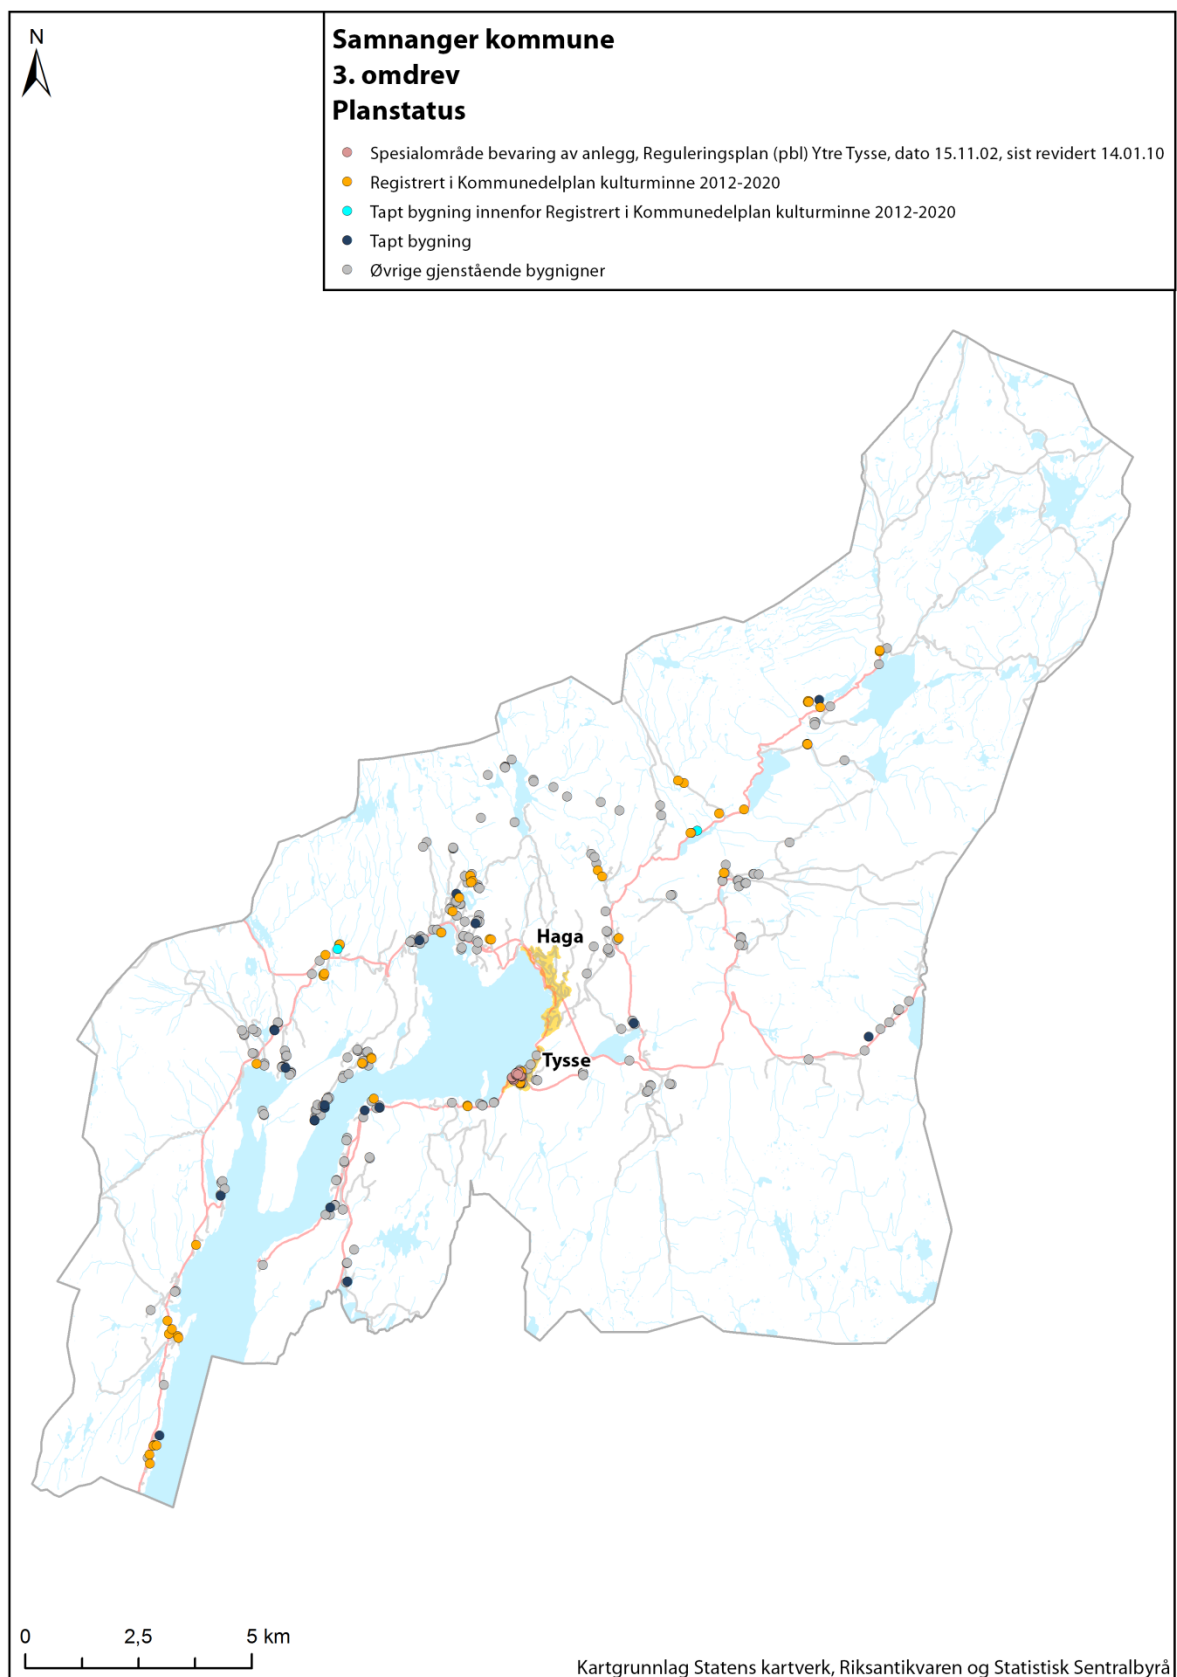 N
Samnanger kommune
3. omdrev
Planstatus
Spesialområde bevaring av anlegg, Reguleringsplan (pbl) Ytre Tysse, dato 15.11.02, sist revidert 14.01.10
Registrert i Kommunedelplan kulturminne 2012-2020
Tapt bygning innenfor Registrert i Kommunedelplan kulturminne 2012-2020
Tapt bygning
Øvrige gjenstående bygnigner
Haga
Tysse
0 2,5 5 km
Kartgrunnlag Statens kartverk, Riksantikvaren og Statistisk Sentralbyrå